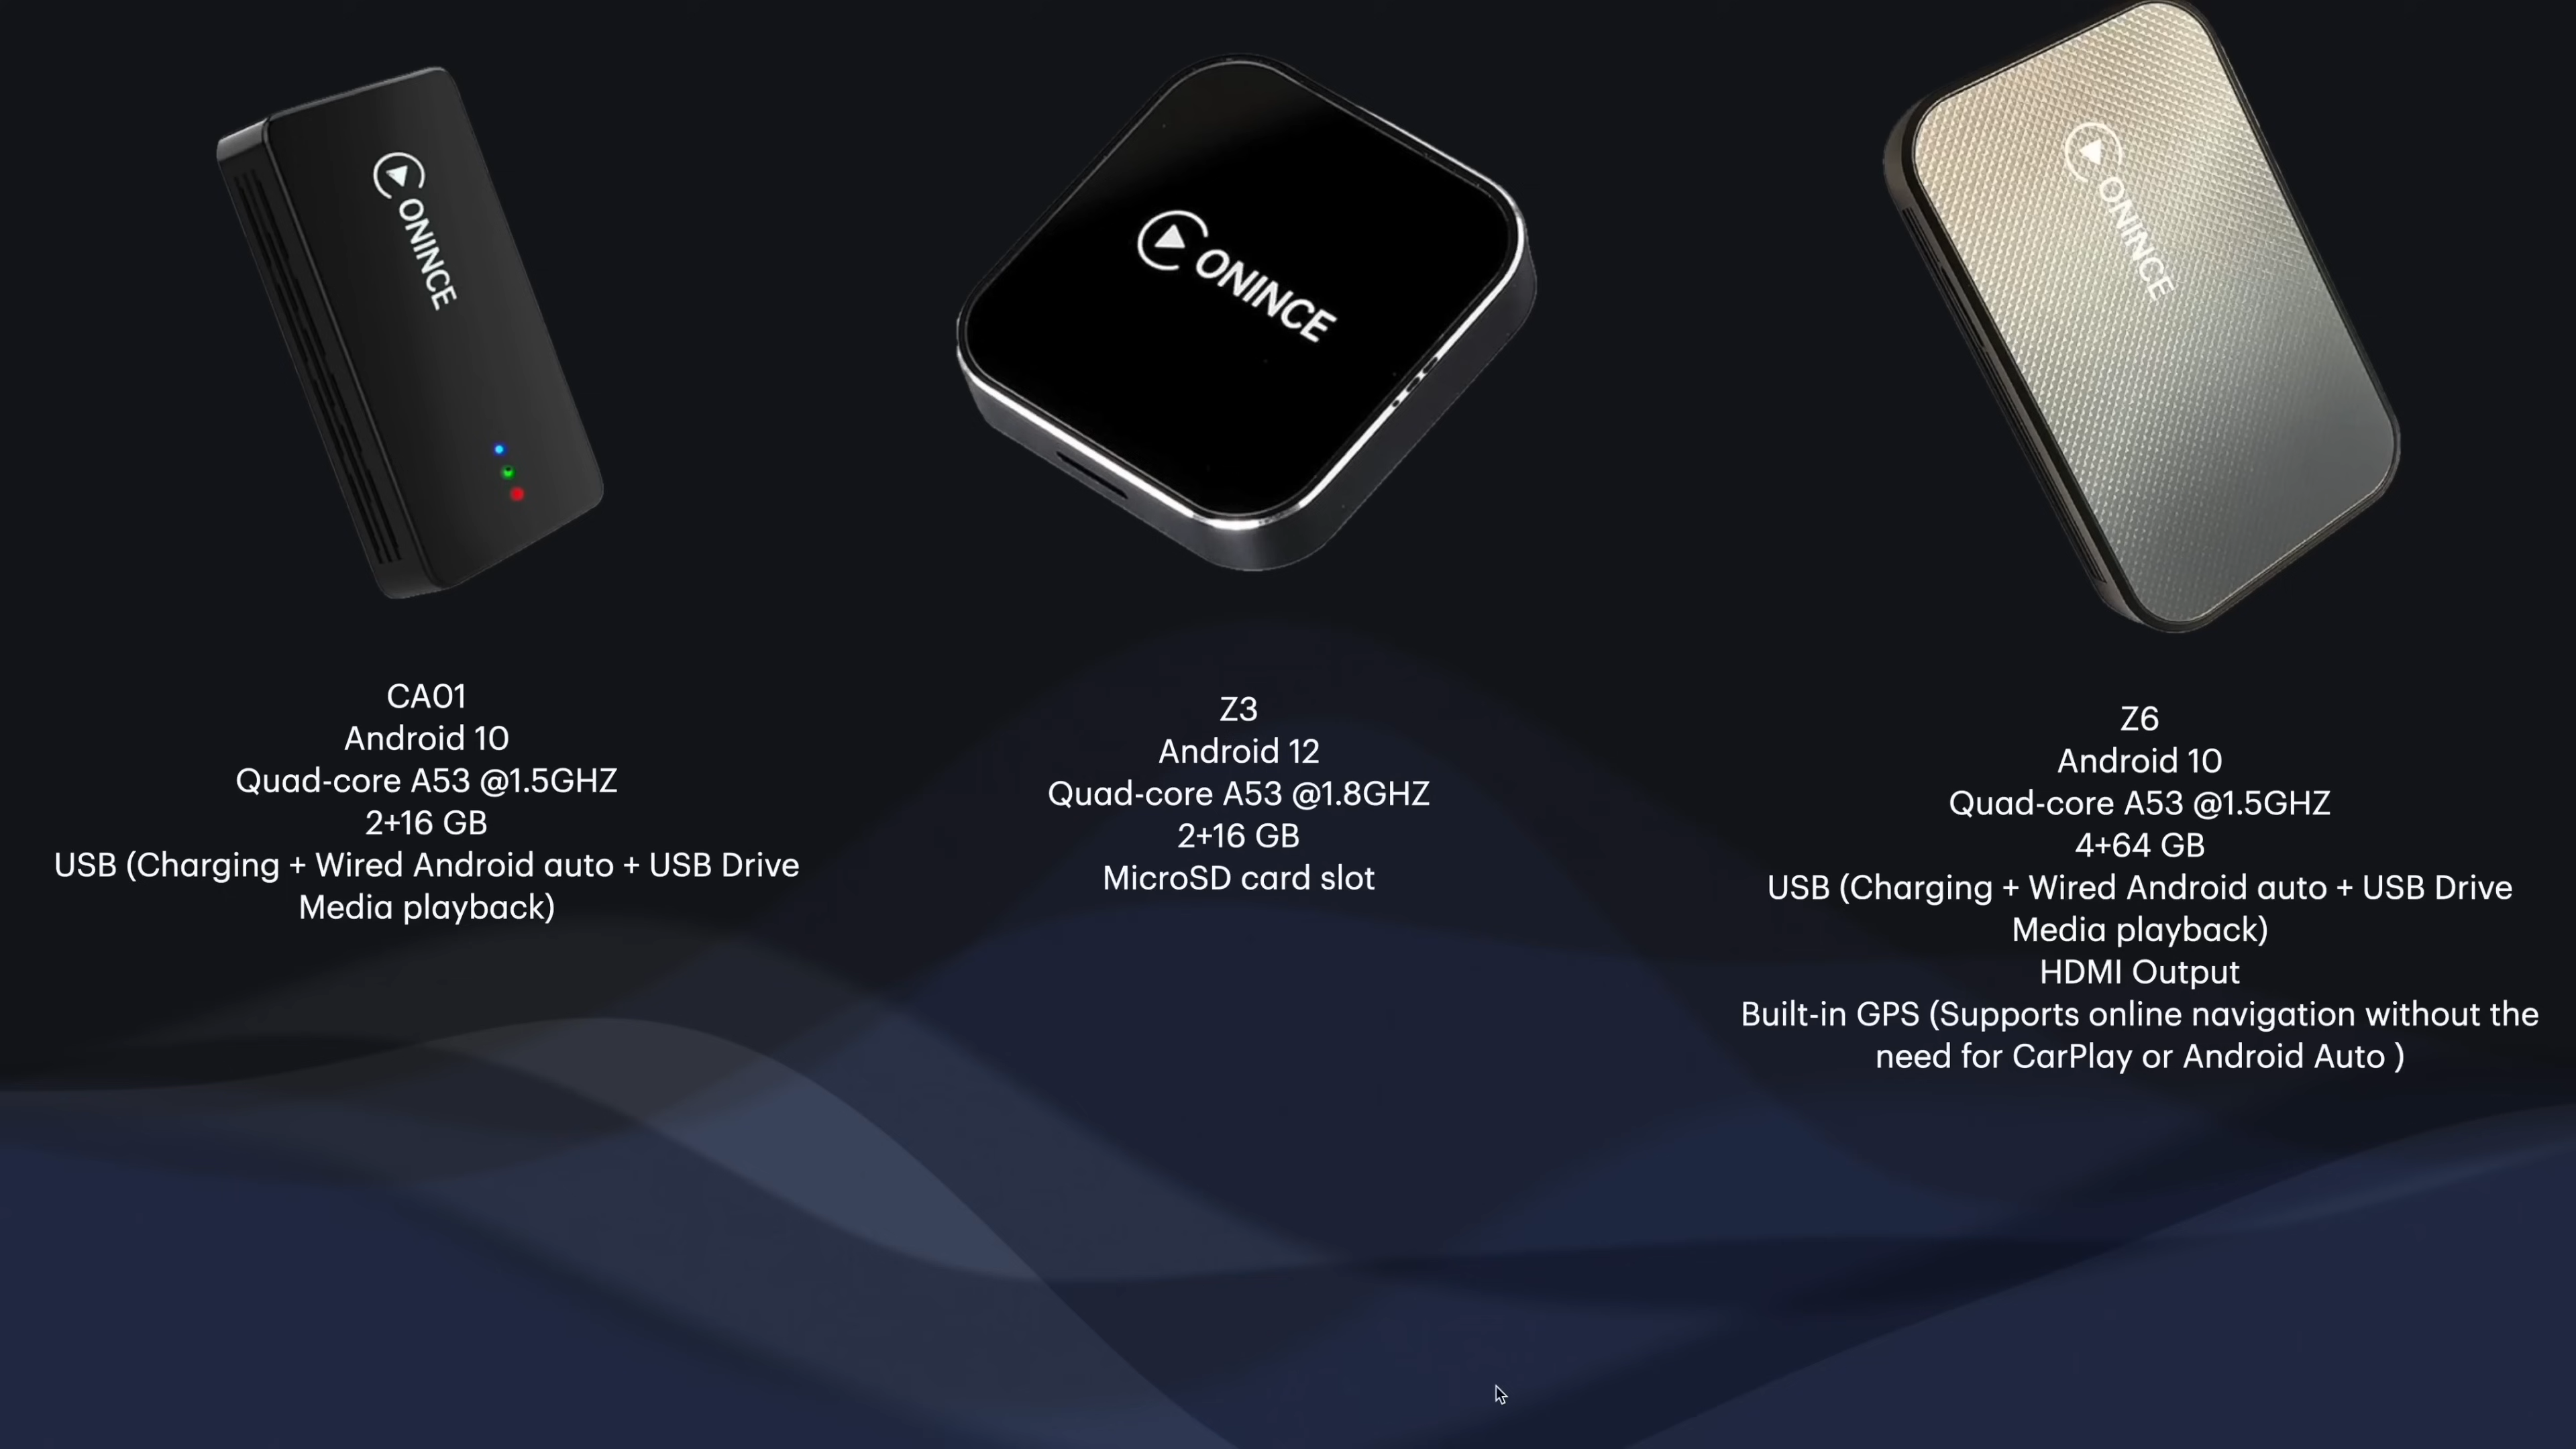 ONINCE
ONINCE
ONINCE
CA01
Android 10
Quad-core A53 @1.5GHZ
2+16 GB
USB (Charging + Wired Android auto + USB Drive
Media playback)
Z3
Android 12
Quad-core A53 @1.8GHZ
2+16 GB
MicroSD card slot
Z6
Android 10
Quad-core A53 @1.5GHZ
4+64 GB
USB (Charging + Wired Android auto + USB Drive
Media playback)
HDMI Output
Built-in GPS (Supports online navigation without the
need for CarPlay or Android Auto )